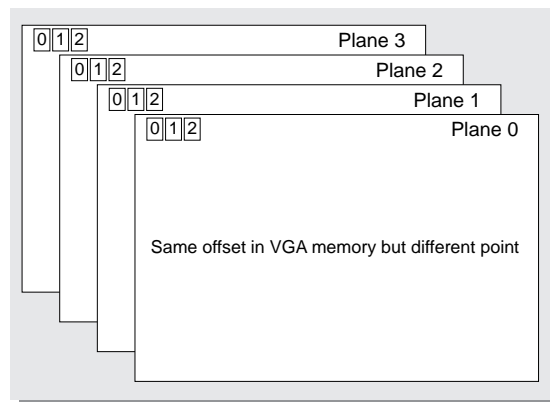 0 1 2 Plane 3
0 1 2 Plane 2
0 1 2 Plane 1
0 1 2 Plane 0
Same offset in VGA memory but different point